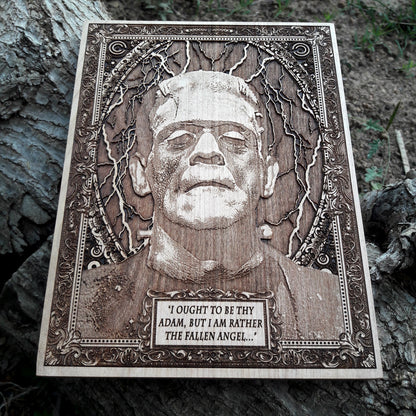 'I OUGHT TO BE THY
ADAM, BUT I AM RATHER
THE FALLEN ANGEL...'